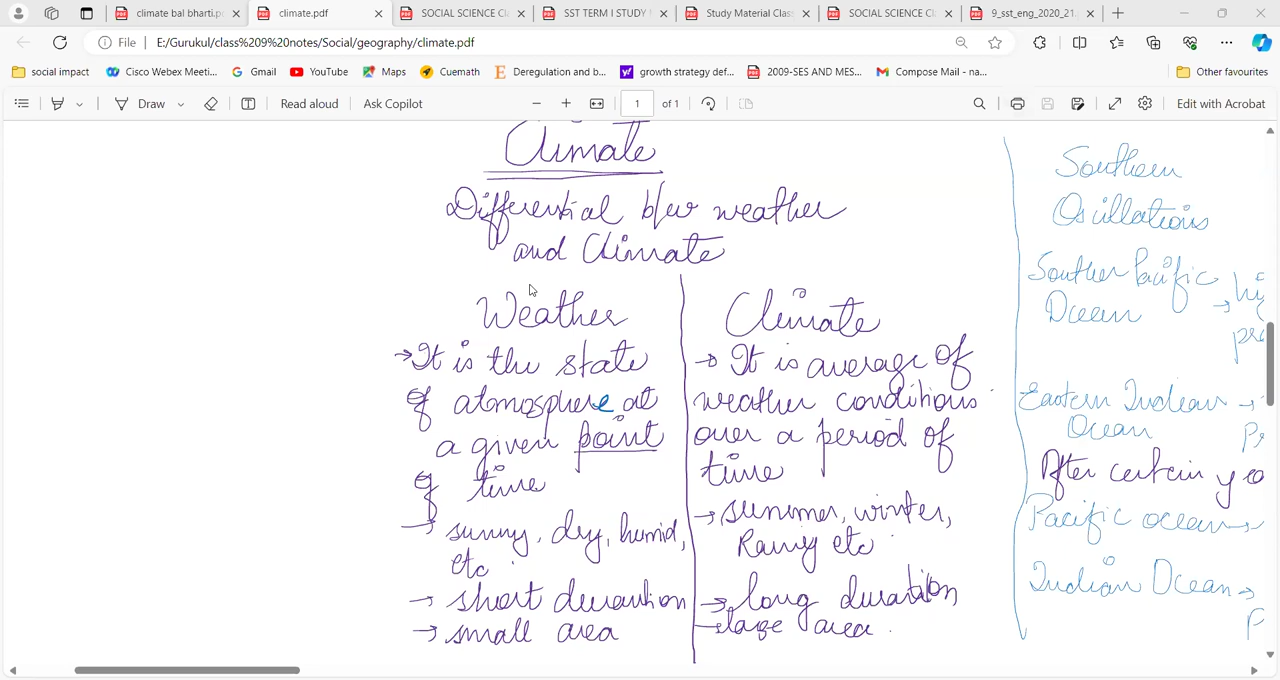 climate bal bharti.pd
climate.pdf
SOCIAL SCIENCE CLASS
SST TERM I STUDY M
Study Material Class
SOCIAL SCIENCE CLA
9_sst_eng_2020_21.p
File
E:/Gurukul/class%209%20notes/Social/geography/climate.pdf
social impact
Cisco Webex Meeti...
Gmail
YouTube
Maps
Cuemath
Deregulation and b...
growth strategy def...
2009-SES AND MES...
Compose Mail - na...
Other favourites
Draw
Read aloud
Ask Copilot
1
of 1
Edit with Acrobat
Climate
Differential b/w weather
and Climate
Weather
→ It is the state
of atmosphere at
a given point
of time
→ sunny, dry, humid,
etc.
→ short duration
→ small area
Climate
→ It is average of
weather conditions
over a period of
time
→ summer, winter,
Rainy etc.
→ long duration
→ large area.
Southern
Oscillations
Souther Pacific
Ocean
→
Eastern Indiean
Ocean
→
After certain
Pacific ocean →
Indian Ocean →